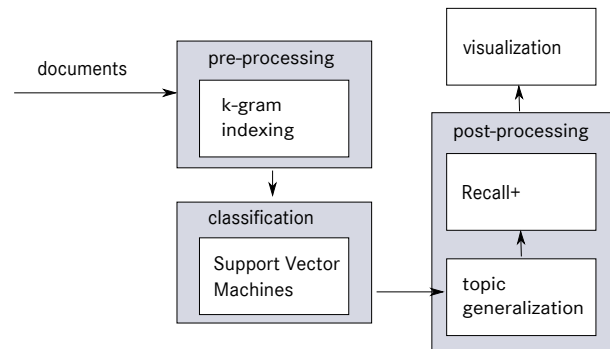 documents
pre-processing
k-gram
indexing
classification
Support Vector
Machines
visualization
post-processing
Recall+
topic
generalization